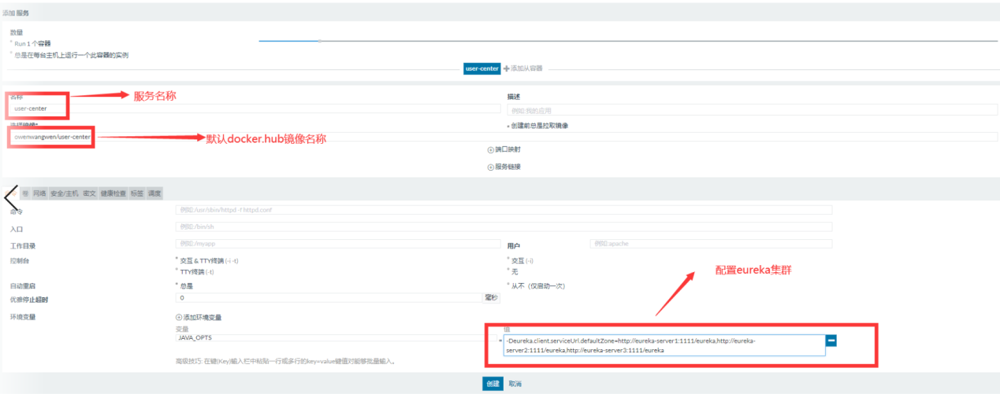 添加 服务
数量
Run 1 个容器
总是在每台主机上运行一个此容器的实例
user-center 添加从容器
名称 服务名称 描述
user-center 例如:我的应用
选择镜像* 创建前总是拉取镜像
owenwangwen/user-center 默认docker.hub镜像名称
端口映射
服务链接
卷 网络 安全/主机 密文 健康检查 标签 调度
命令 例如:/usr/sbin/httpd -f httpd.conf
入口 例如:/bin/sh
工作目录 例如:/myapp 用户 例如:apache
控制台 交互 & TTY终端 (-i -t) 交互 (-i)
TTY终端 (-t) 无
配置eureka集群
自动重启 总是 从不（仅启动一次）
优雅停止超时 0 毫秒
环境变量 添加环境变量
变量 值
JAVA_OPTS = -Deureka.client.serviceUrl.defaultZone=http://eureka-server1:1111/eureka,http://eureka-
server2:1111/eureka,http://eureka-server3:1111/eureka
高级技巧: 在键(Key)输入栏中粘贴一行或多行的key=value键值对能够批量输入。
创建 取消